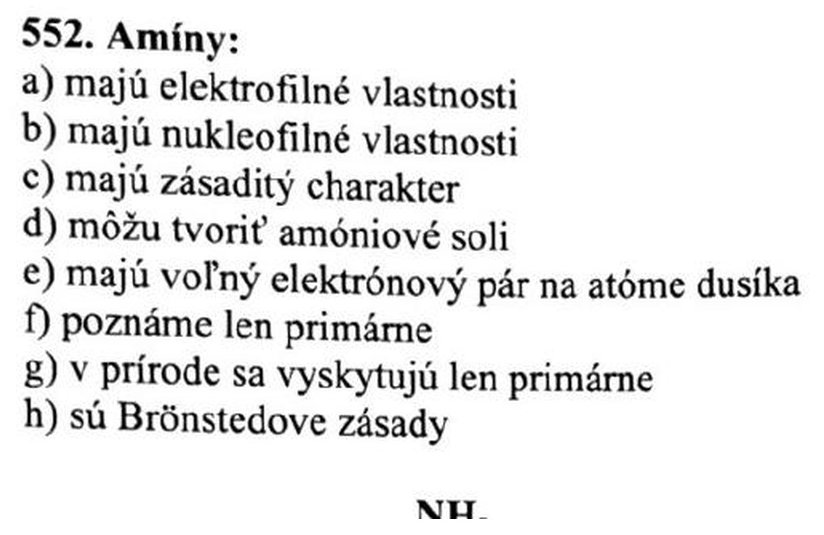 552. Amíny:
a) majú elektrofilné vlastnosti
b) majú nukleofilné vlastnosti
c) majú zásaditý charakter
d) môžu tvoriť amóniové soli
e) majú voľný elektrónový pár na atóme dusíka
f) poznáme len primárne
g) v prírode sa vyskytujú len primárne
h) sú Brönstedove zásady
NH